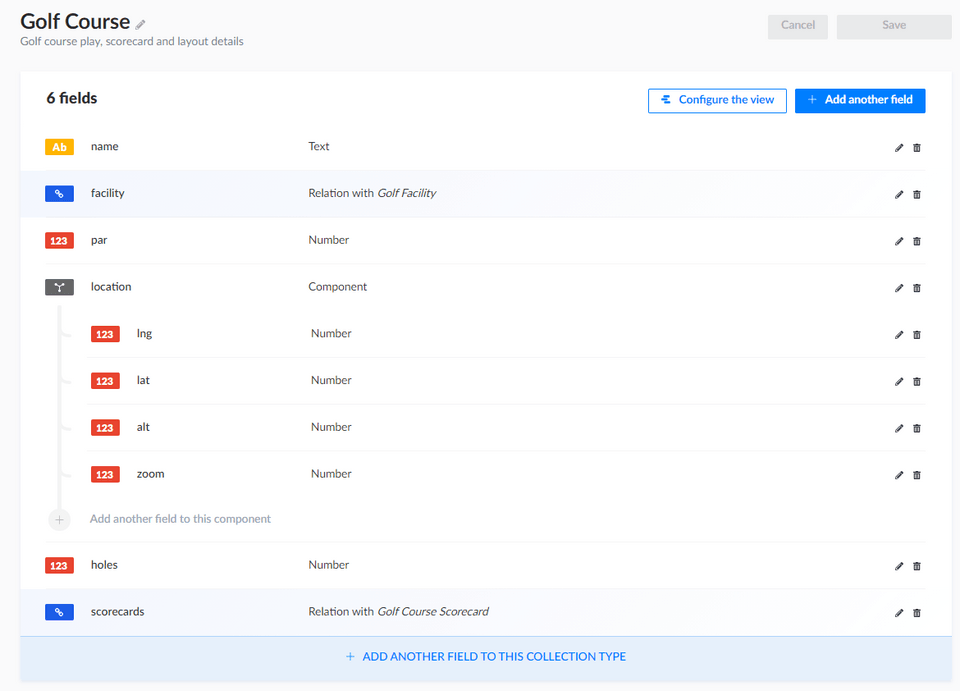 Golf Course
Golf course play, scorecard and layout details
Cancel
Save
6 fields
Configure the view
+ Add another field
Ab name Text
facility Relation with Golf Facility
123 par Number
location Component
123 lng Number
123 lat Number
123 alt Number
123 zoom Number
+ Add another field to this component
123 holes Number
scorecards Relation with Golf Course Scorecard
+ ADD ANOTHER FIELD TO THIS COLLECTION TYPE